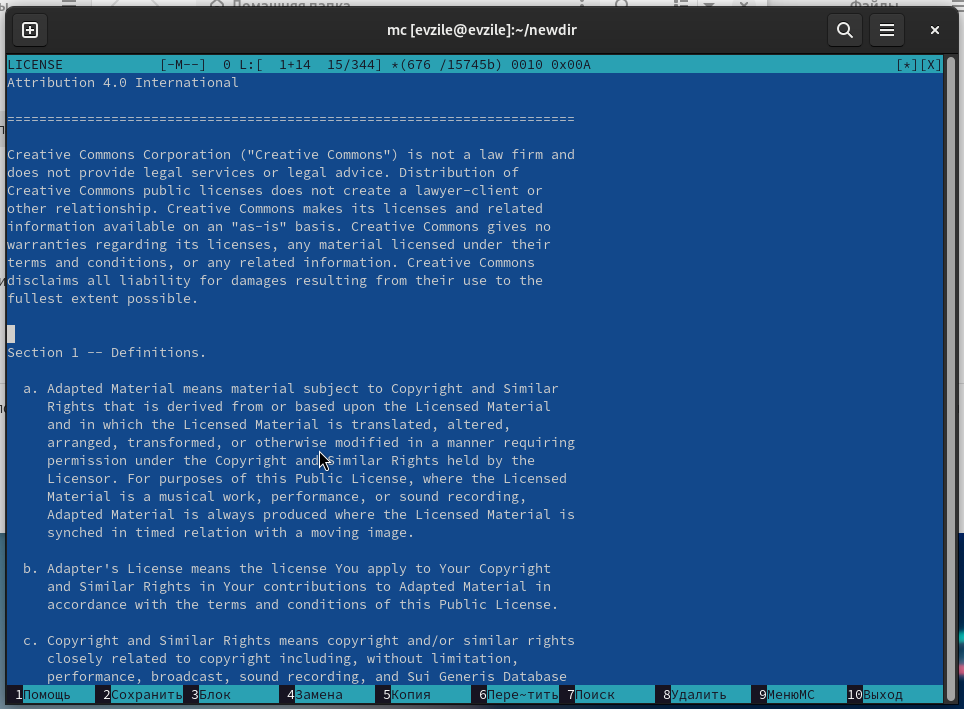 Домашняя папка
Файлы
mc [evzile@evzile]:~/newdir
LICENSE [-M--] 0 L:[ 1+14 15/344] *(676 /15745b) 0010 0x00A [*][X]
Attribution 4.0 International
=======================================================================
Creative Commons Corporation ("Creative Commons") is not a law firm and
does not provide legal services or legal advice. Distribution of
Creative Commons public licenses does not create a lawyer-client or
other relationship. Creative Commons makes its licenses and related
information available on an "as-is" basis. Creative Commons gives no
warranties regarding its licenses, any material licensed under their
terms and conditions, or any related information. Creative Commons
disclaims all liability for damages resulting from their use to the
fullest extent possible.
Section 1 -- Definitions.
a. Adapted Material means material subject to Copyright and Similar
Rights that is derived from or based upon the Licensed Material
and in which the Licensed Material is translated, altered,
arranged, transformed, or otherwise modified in a manner requiring
permission under the Copyright and Similar Rights held by the
Licensor. For purposes of this Public License, where the Licensed
Material is a musical work, performance, or sound recording,
Adapted Material is always produced where the Licensed Material is
synched in timed relation with a moving image.
b. Adapter's License means the license You apply to Your Copyright
and Similar Rights in Your contributions to Adapted Material in
accordance with the terms and conditions of this Public License.
c. Copyright and Similar Rights means copyright and/or similar rights
closely related to copyright including, without limitation,
performance, broadcast, sound recording, and Sui Generis Database
1Помощь 2Сохранить 3Блок 4Замена 5Копия 6Пере~тить 7Поиск 8Удалить 9МенюMC 10Выход